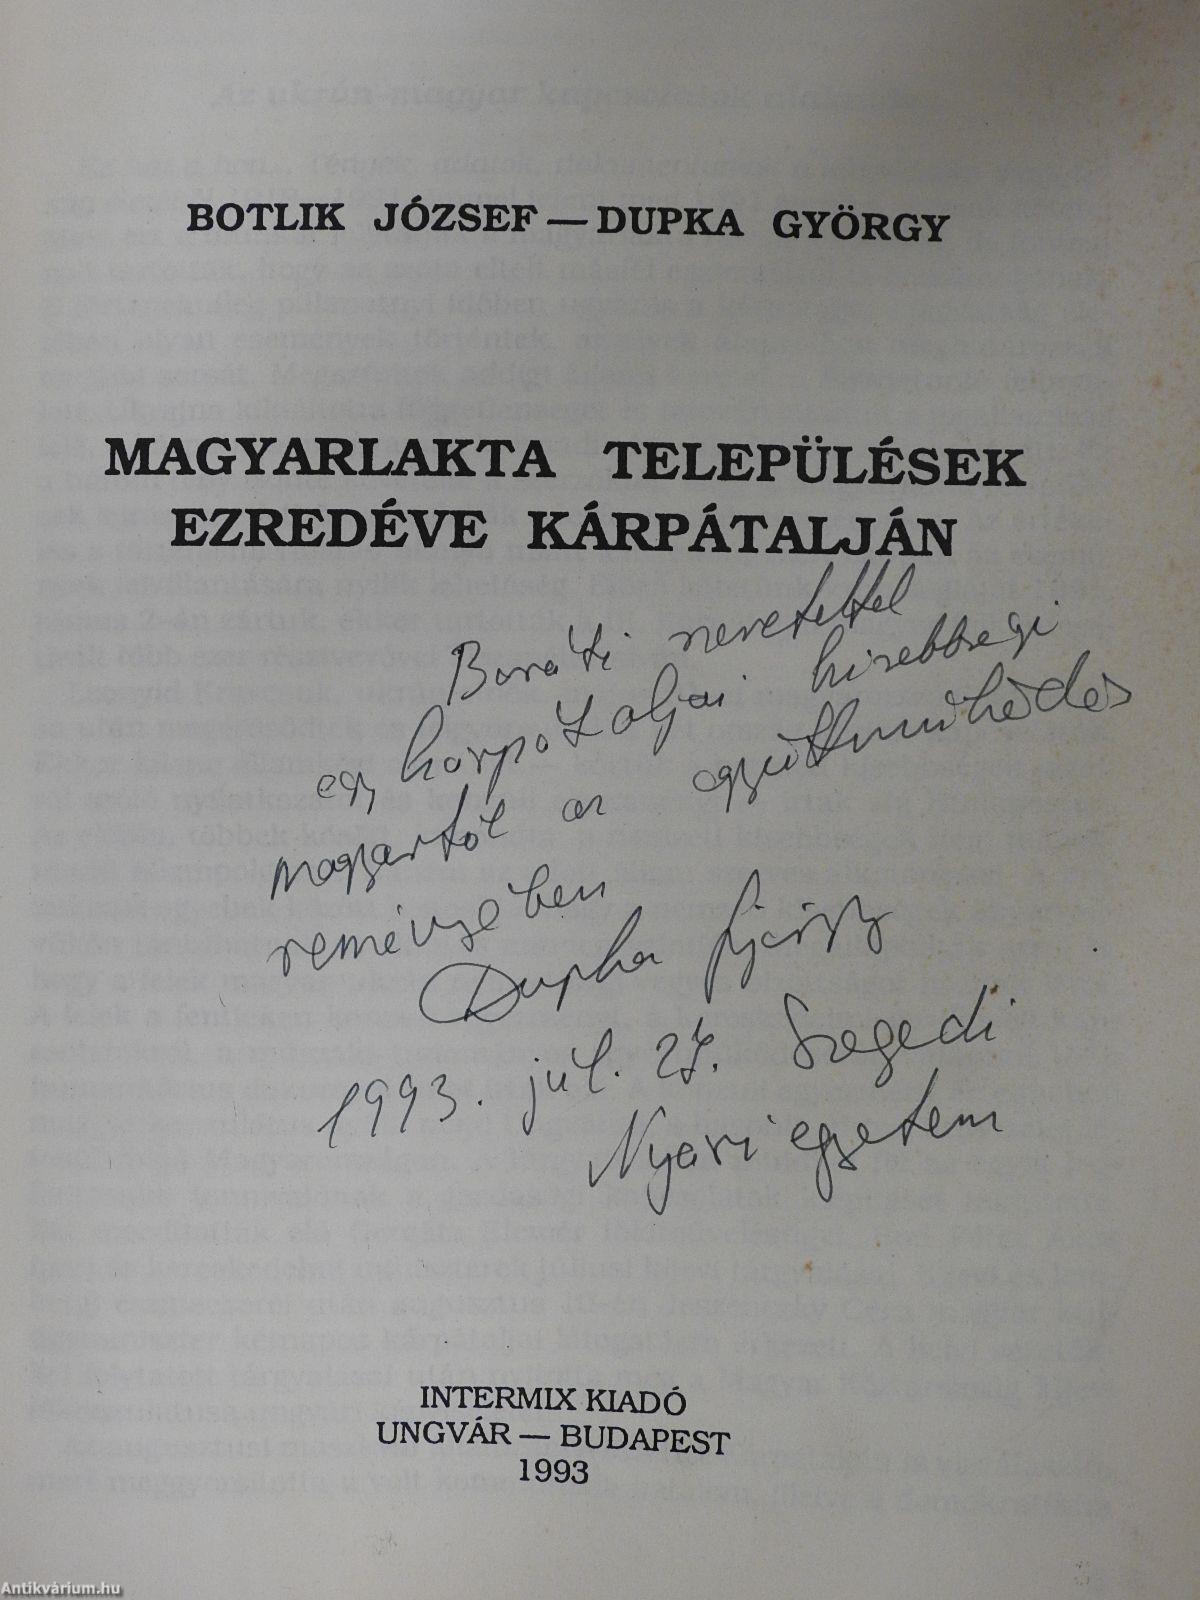 BOTLIK JÓZSEF — DUPKA GYÖRGY
MAGYARLAKTA TELEPÜLÉSEK
EZREDÉVE KÁRPÁTALJÁN
Baráti szeretettel
egy kárpátaljai kisebbségi
magyartól az együttműködés
reményében
Dupka György
1993. júl. 27. Szegedi
Nyári egyetem
INTERMIX KIADÓ
UNGVÁR — BUDAPEST
1993
Antikvárium.hu